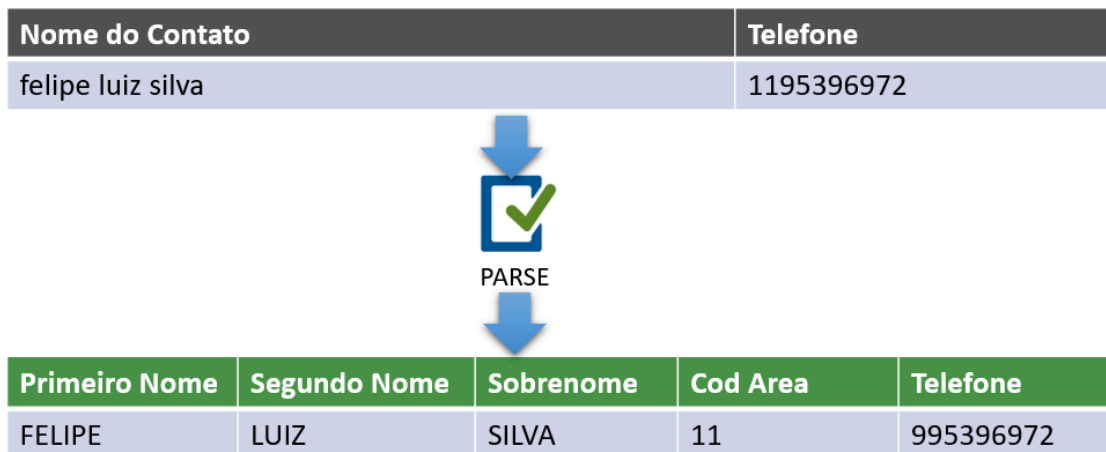 Nome do Contato Telefone
felipe luiz silva 1195396972
PARSE
Primeiro Nome Segundo Nome Sobrenome Cod Area Telefone
FELIPE LUIZ SILVA 11 995396972